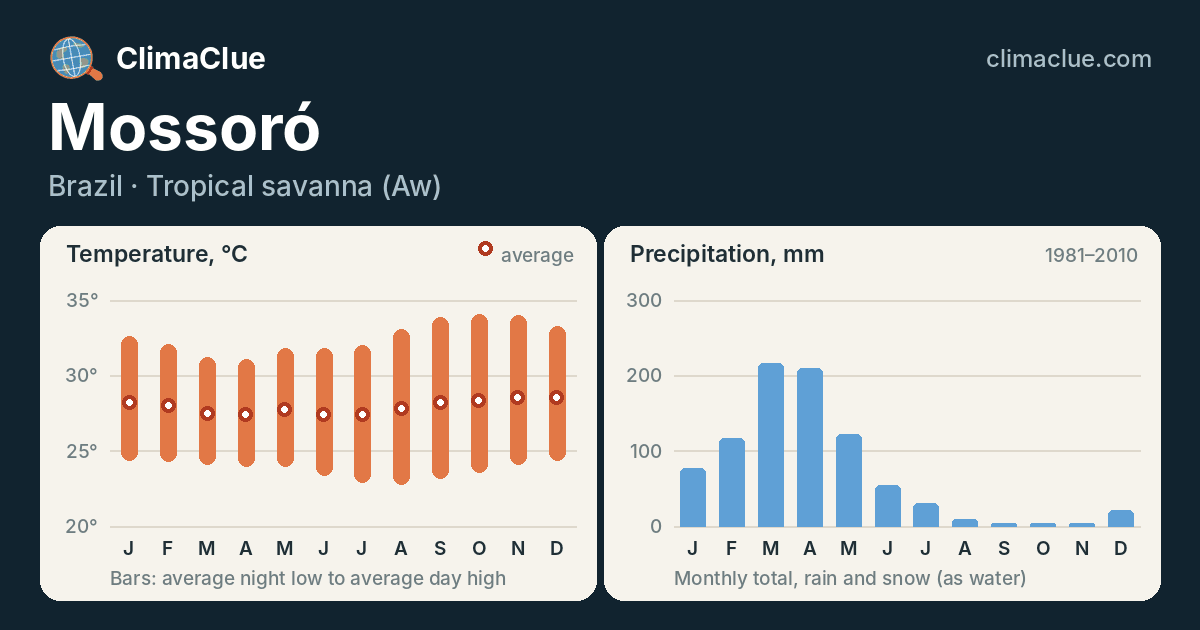 ClimaClue
climaclue.com
Mossoró
Brazil · Tropical savanna (Aw)
Temperature, °C
average
35°
30°
25°
20°
J F M A M J J A S O N D
Bars: average night low to average day high
Precipitation, mm
1981–2010
300
200
100
0
J F M A M J J A S O N D
Monthly total, rain and snow (as water)